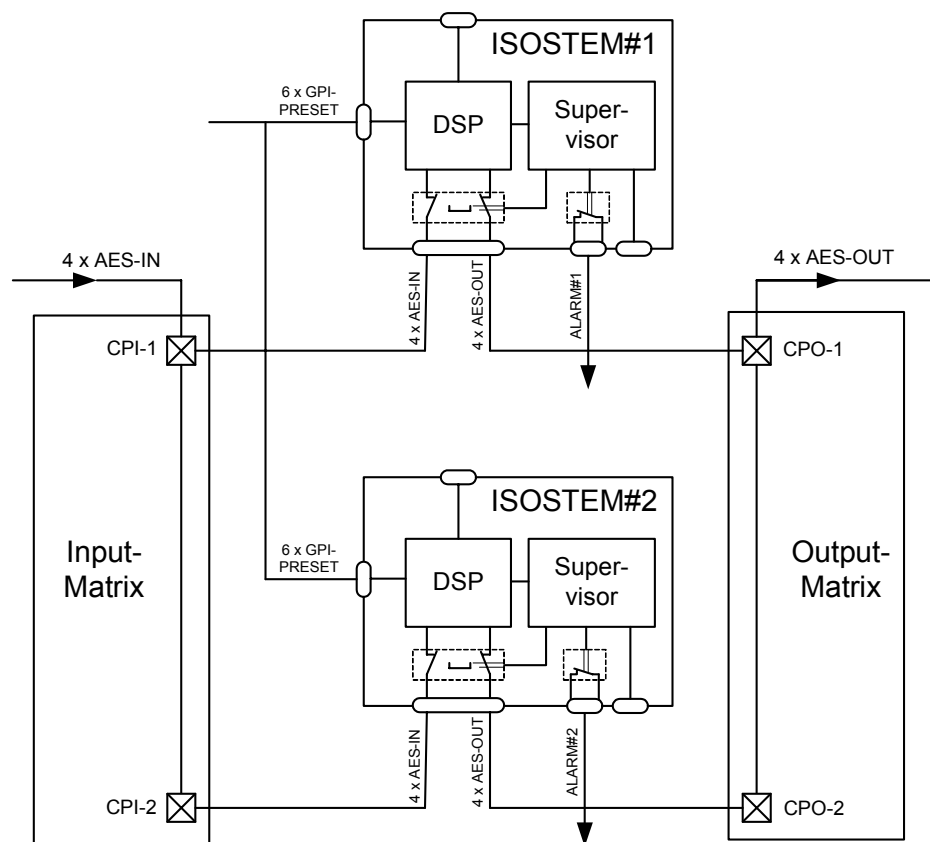 ISOSTEM#1
6 x GPI-
PRESET
DSP
Super-
visor
4 x AES-IN
4 x AES-OUT
4 x AES-IN
4 x AES-OUT
ALARM#1
CPI-1
CPO-1
ISOSTEM#2
6 x GPI-
PRESET
DSP
Super-
visor
Input-
Matrix
Output-
Matrix
4 x AES-IN
4 x AES-OUT
ALARM#2
CPI-2
CPO-2